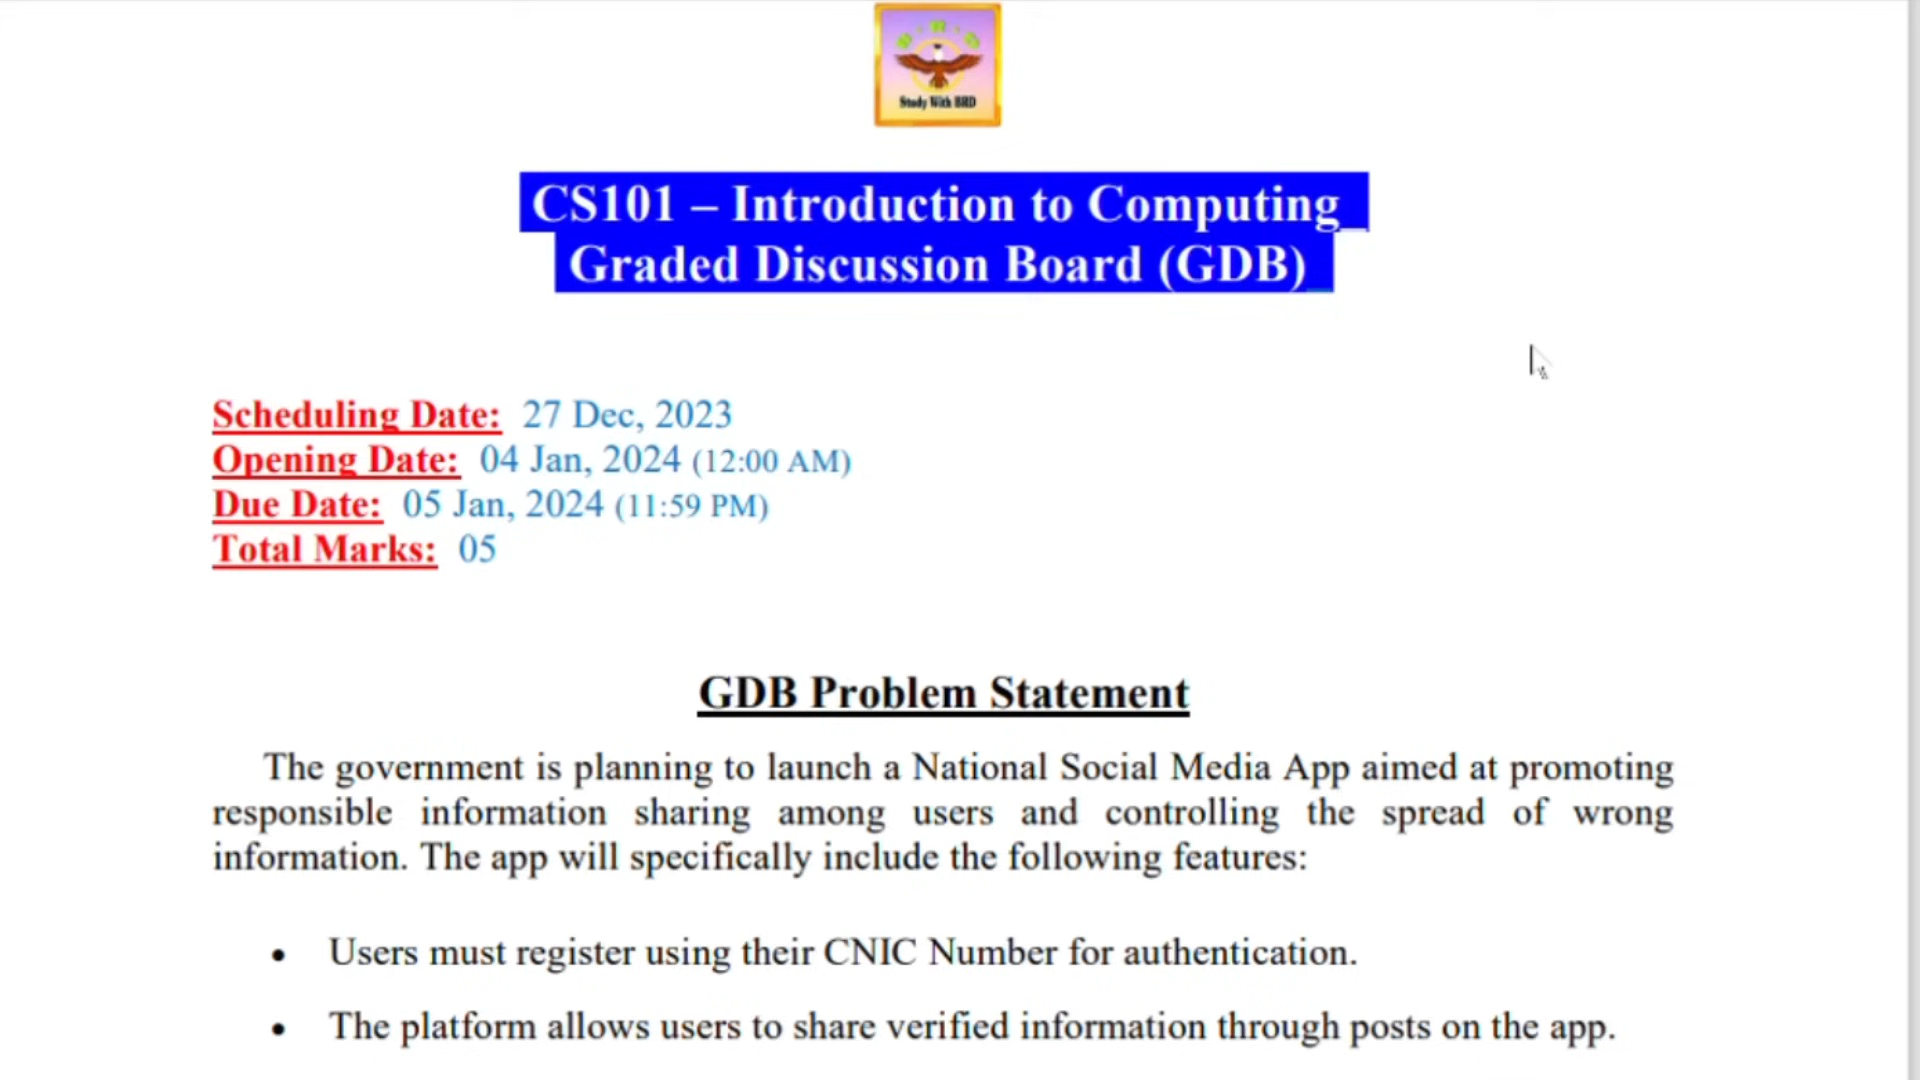 Study With BRD
CS101 – Introduction to Computing
Graded Discussion Board (GDB)
Scheduling Date: 27 Dec, 2023
Opening Date: 04 Jan, 2024 (12:00 AM)
Due Date: 05 Jan, 2024 (11:59 PM)
Total Marks: 05
GDB Problem Statement
The government is planning to launch a National Social Media App aimed at promoting
responsible information sharing among users and controlling the spread of wrong
information. The app will specifically include the following features:
• Users must register using their CNIC Number for authentication.
• The platform allows users to share verified information through posts on the app.